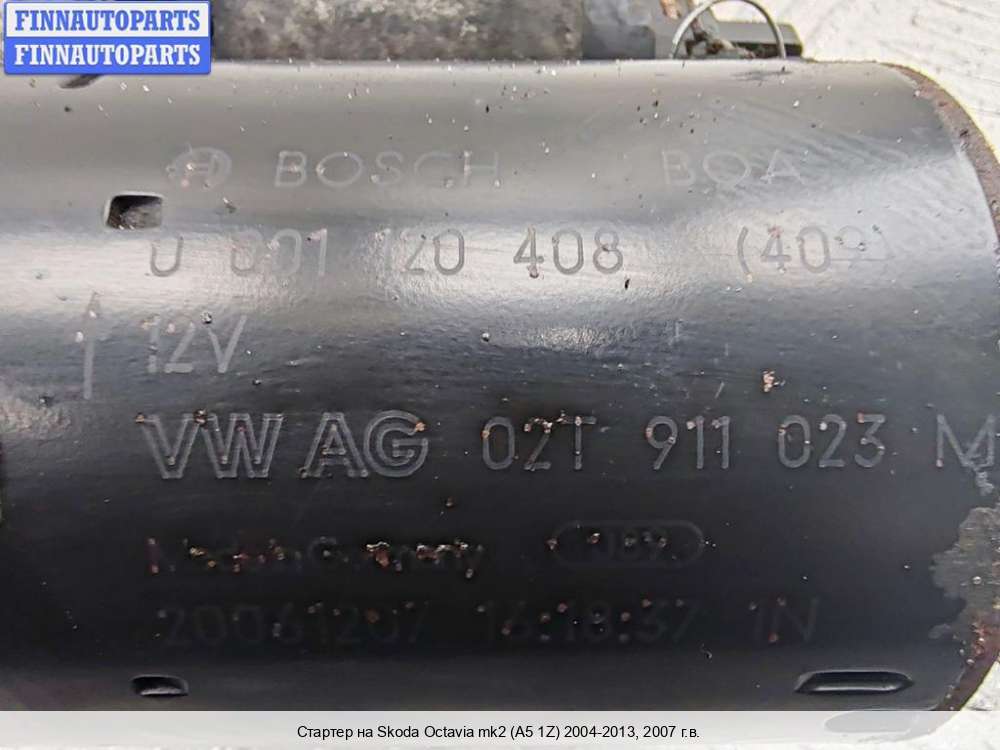 FINNAUTOPARTS
FINNAUTOPARTS
BOSCH BOA
0 001 120 408 (409)
12V
VW AG 02T 911 023 M
Made in Germany
20061207 16:18:37 1N
Стартер на Skoda Octavia mk2 (A5 1Z) 2004-2013, 2007 г.в.